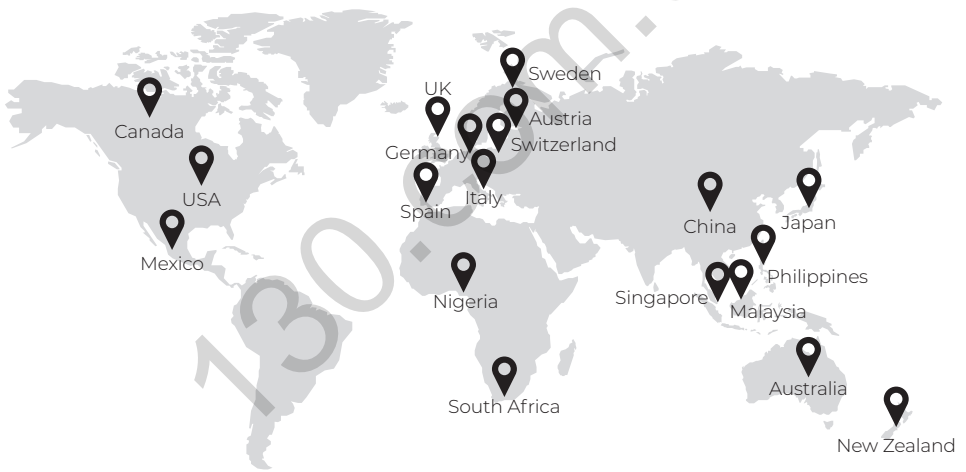 Sweden
UK
Austria
Canada
Switzerland
Germany
USA
Italy
Spain
China
Japan
Mexico
Philippines
Nigeria
Singapore
Malaysia
Australia
South Africa
New Zealand
130.com.